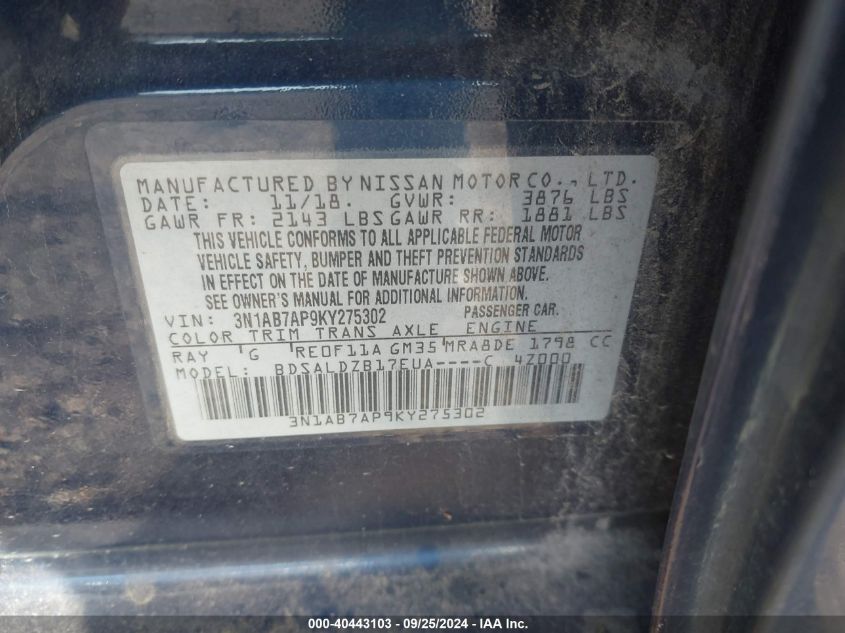 MANUFACTURED BY NISSAN MOTOR CO., LTD.
DATE: 11/18. GVWR: 3876 LBS
GAWR FR: 2143 LBS GAWR RR: 1881 LBS
THIS VEHICLE CONFORMS TO ALL APPLICABLE FEDERAL MOTOR
VEHICLE SAFETY, BUMPER AND THEFT PREVENTION STANDARDS
IN EFFECT ON THE DATE OF MANUFACTURE SHOWN ABOVE.
SEE OWNER'S MANUAL FOR ADDITIONAL INFORMATION.
VIN: 3N1AB7AP9KY275302 PASSENGER CAR.
COLOR TRIM TRANS AXLE ENGINE
RAY 'G 'RE0F11A GM35'MRA8DE 1798 CC
MODEL: BDSALDZB17EUA----C 4Z000
3N1AB7AP9KY275302
000-40443103 - 09/25/2024 - IAA Inc.